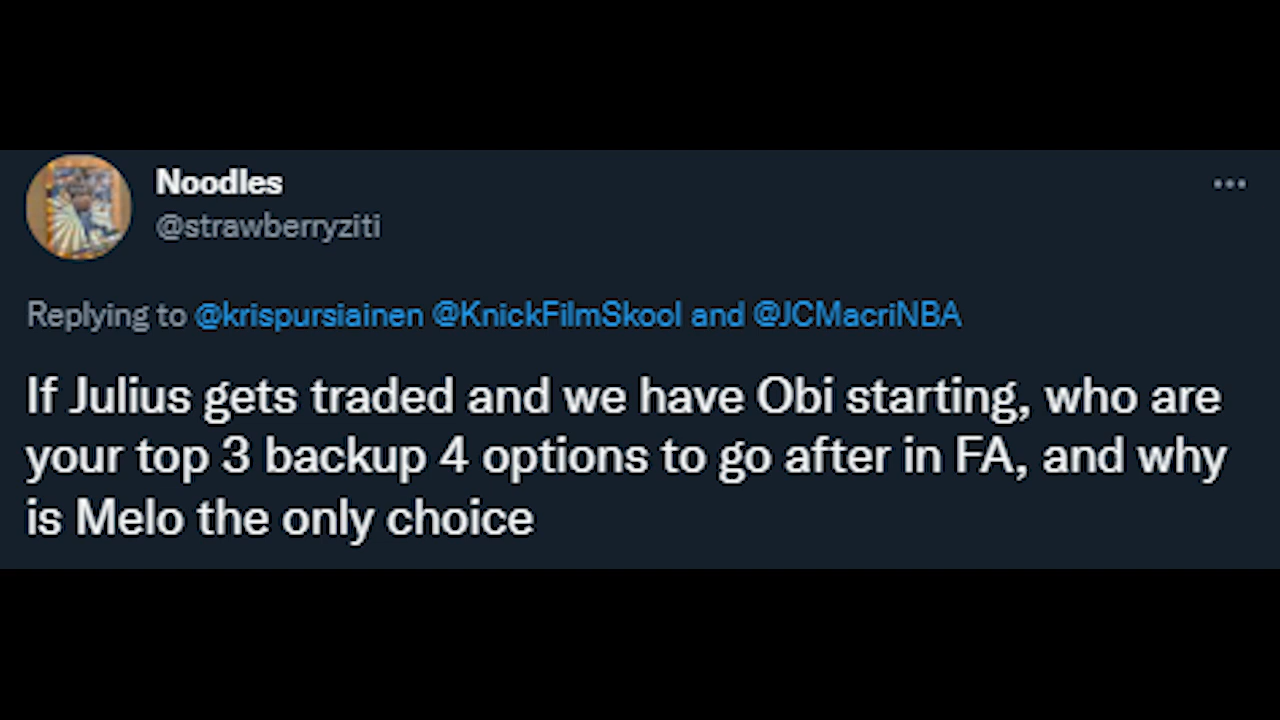 Noodles
@strawberryziti
Replying to @krispursiainen @KnickFilmSkool and @JCMacriNBA
If Julius gets traded and we have Obi starting, who are
your top 3 backup 4 options to go after in FA, and why
is Melo the only choice